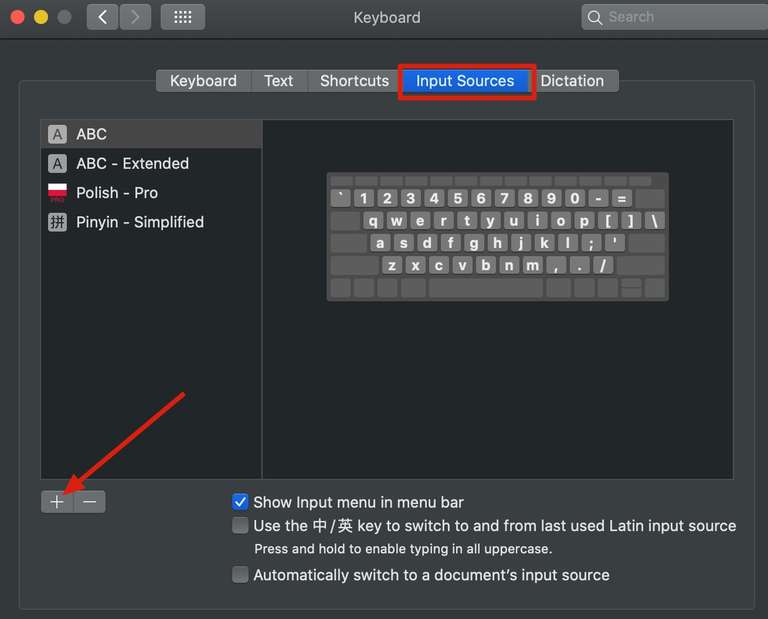 Keyboard
Search
Keyboard Text Shortcuts Input Sources Dictation
A ABC
A ABC - Extended
PRO Polish - Pro
拼 Pinyin - Simplified
` 1 2 3 4 5 6 7 8 9 0 - =
q w e r t y u i o p [ ] \
a s d f g h j k l ; '
z x c v b n m , . /
+ −
Show Input menu in menu bar
Use the 中/英 key to switch to and from last used Latin input source
Press and hold to enable typing in all uppercase.
Automatically switch to a document’s input source